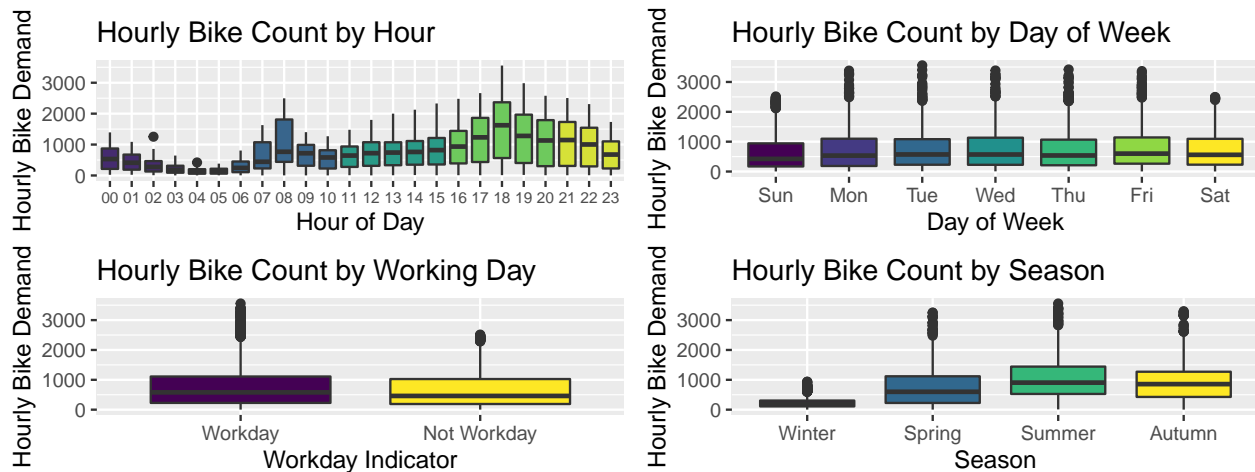 Hourly Bike Count by Hour
Hourly Bike Demand
3000
2000
1000
0
00 01 02 03 04 05 06 07 08 09 10 11 12 13 14 15 16 17 18 19 20 21 22 23
Hour of Day
Hourly Bike Count by Day of Week
Hourly Bike Demand
3000
2000
1000
0
Sun Mon Tue Wed Thu Fri Sat
Day of Week
Hourly Bike Count by Working Day
Hourly Bike Demand
3000
2000
1000
0
Workday Not Workday
Workday Indicator
Hourly Bike Count by Season
Hourly Bike Demand
3000
2000
1000
0
Winter Spring Summer Autumn
Season